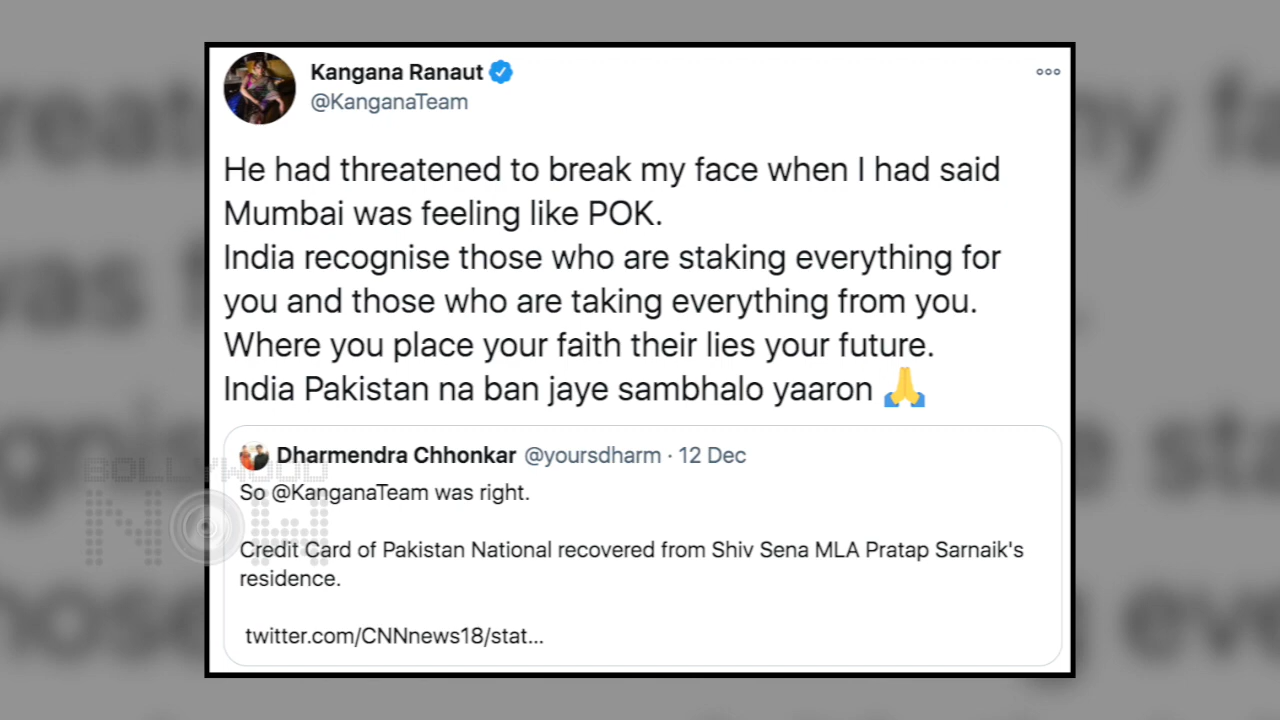 Kangana Ranaut
@KanganaTeam
He had threatened to break my face when I had said
Mumbai was feeling like POK.
India recognise those who are staking everything for
you and those who are taking everything from you.
Where you place your faith their lies your future.
India Pakistan na ban jaye sambhalo yaaron 🙏
Dharmendra Chhonkar @yoursdharm · 12 Dec
So @KanganaTeam was right.
Credit Card of Pakistan National recovered from Shiv Sena MLA Pratap Sarnaik's
residence.
twitter.com/CNNnews18/stat...
BOLLYWOOD
NOW